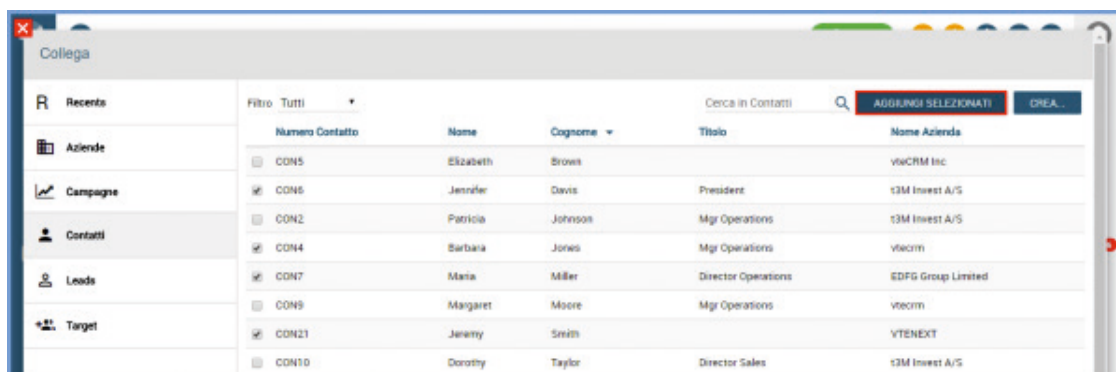 Collega
Recents
Aziende
Campagne
Contatti
Leads
Target
Filtro Tutti
Cerca in Contatti
AGGIUNGI SELEZIONATI
CREA...
Numero Contatto Nome Cognome Titolo Nome Azienda
CON5 Elizabeth Brown vteCRM Inc
CON6 Jennifer Davis President t3M Invest A/S
CON2 Patricia Johnson Mgr Operations t3M Invest A/S
CON4 Barbara Jones Mgr Operations vtecrm
CON7 Maria Miller Director Operations EDFG Group Limited
CON9 Margaret Moore Mgr Operations vtecrm
CON21 Jeremy Smith VTENEXT
CON10 Dorothy Taylor Director Sales t3M Invest A/S